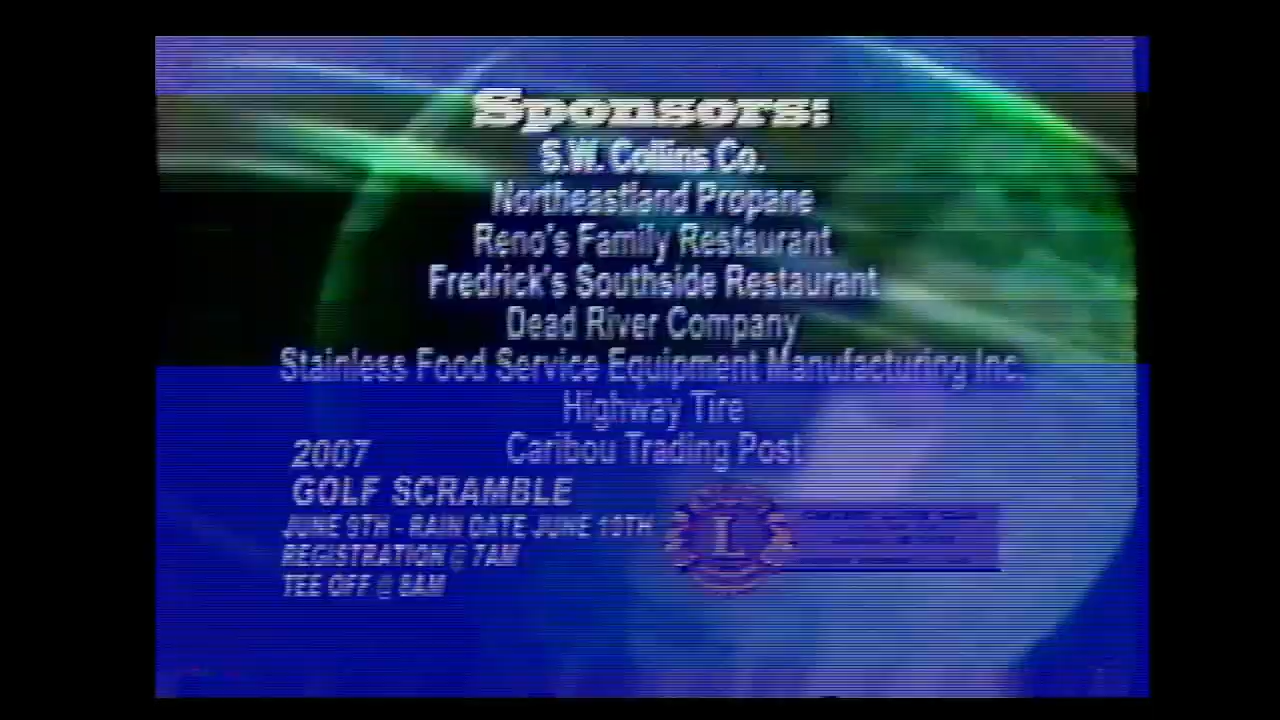 Sponsors:
S.W. Collins Co.
Northeastland Propane
Reno's Family Restaurant
Fredrick's Southside Restaurant
Dead River Company
Stainless Food Service Equipment Manufacturing Inc.
Highway Tire
Caribou Trading Post
2007
GOLF SCRAMBLE
JUNE 9TH - RAIN DATE JUNE 10TH
REGISTRATION @ 7AM
TEE OFF @ 8AM
L